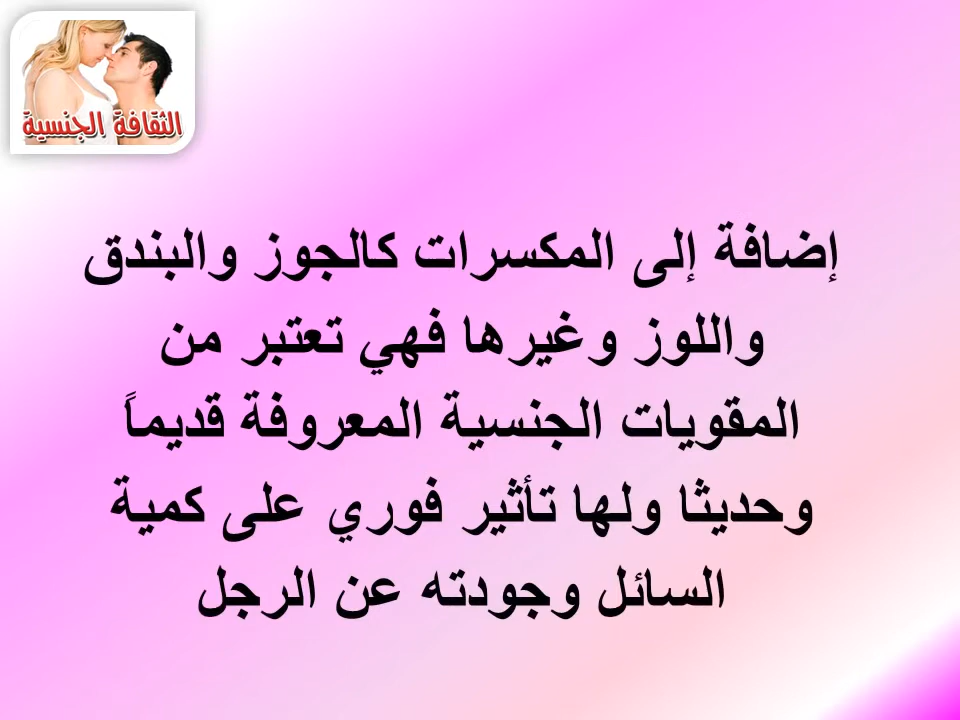 الثقافة الجنسية
إضافة إلى المكسرات كالجوز والبندق
واللوز وغيرها فهي تعتبر من
المقويات الجنسية المعروفة قديماً
وحديثا ولها تأثير فوري على كمية
السائل وجودته عن الرجل